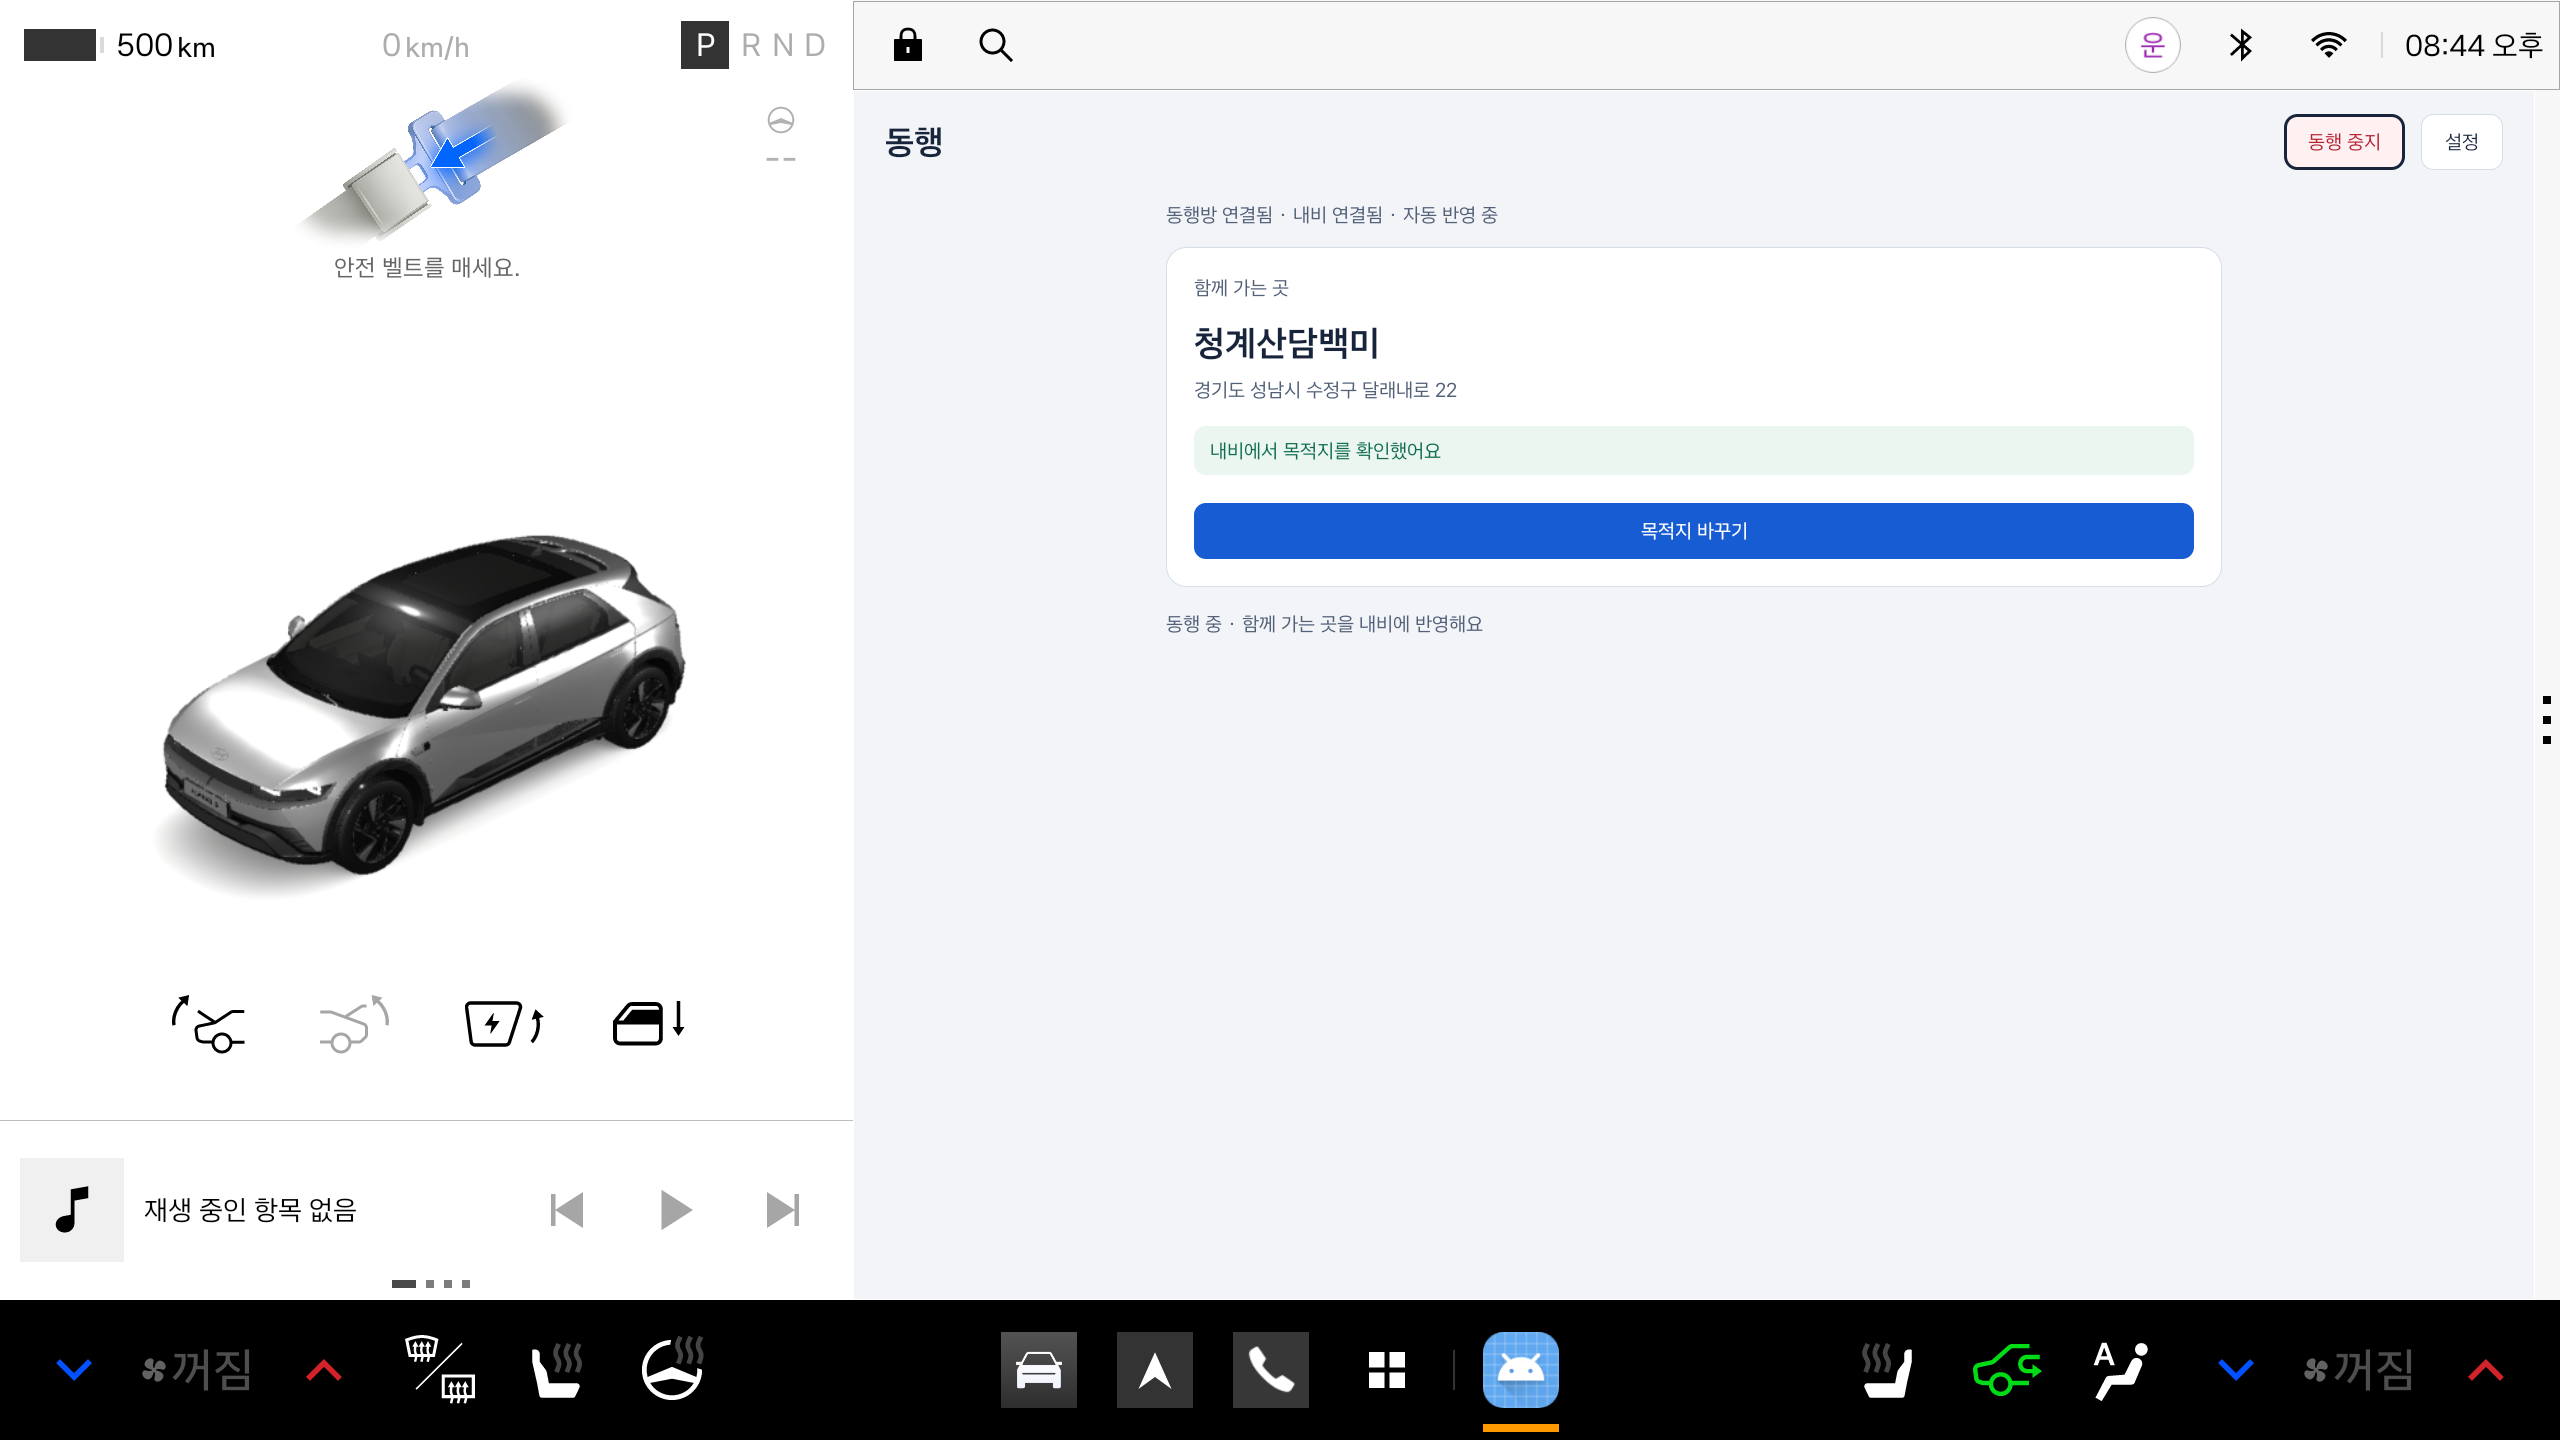 500 km
0 km/h
P R N D
안전 벨트를 매세요.
재생 중인 항목 없음
운
08:44 오후
동행
동행 중지
설정
동행방 연결됨 · 내비 연결됨 · 자동 반영 중
함께 가는 곳
청계산담백미
경기도 성남시 수정구 달래내로 22
내비에서 목적지를 확인했어요
목적지 바꾸기
동행 중 · 함께 가는 곳을 내비에 반영해요
꺼짐
A
꺼짐